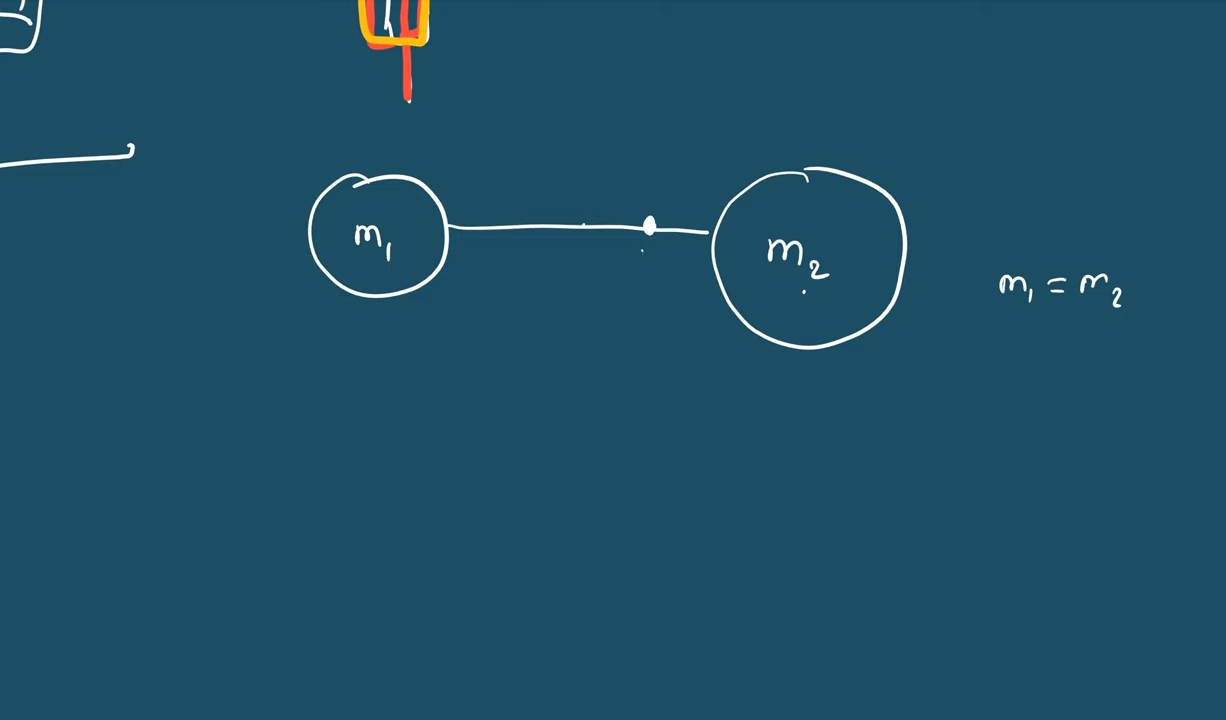 m₁
m₂
m₁ = m₂